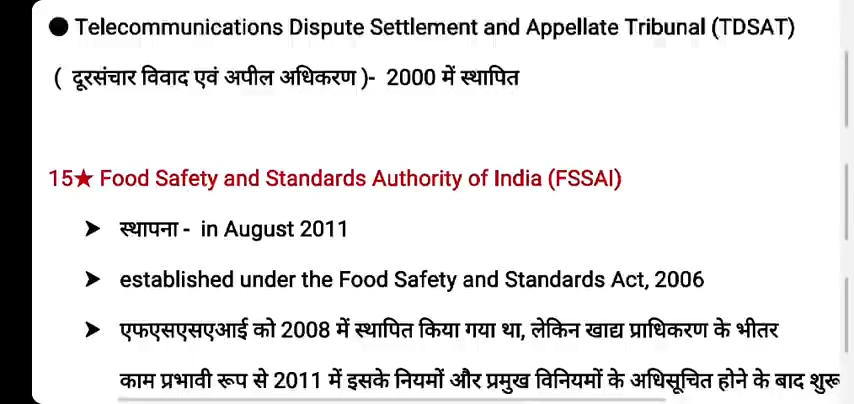 ● Telecommunications Dispute Settlement and Appellate Tribunal (TDSAT)
( दूरसंचार विवाद एवं अपील अधिकरण )- 2000 में स्थापित
15★ Food Safety and Standards Authority of India (FSSAI)
➤ स्थापना - in August 2011
➤ established under the Food Safety and Standards Act, 2006
➤ एफएसएसएआई को 2008 में स्थापित किया गया था, लेकिन खाद्य प्राधिकरण के भीतर
काम प्रभावी रूप से 2011 में इसके नियमों और प्रमुख विनियमों के अधिसूचित होने के बाद शुरू